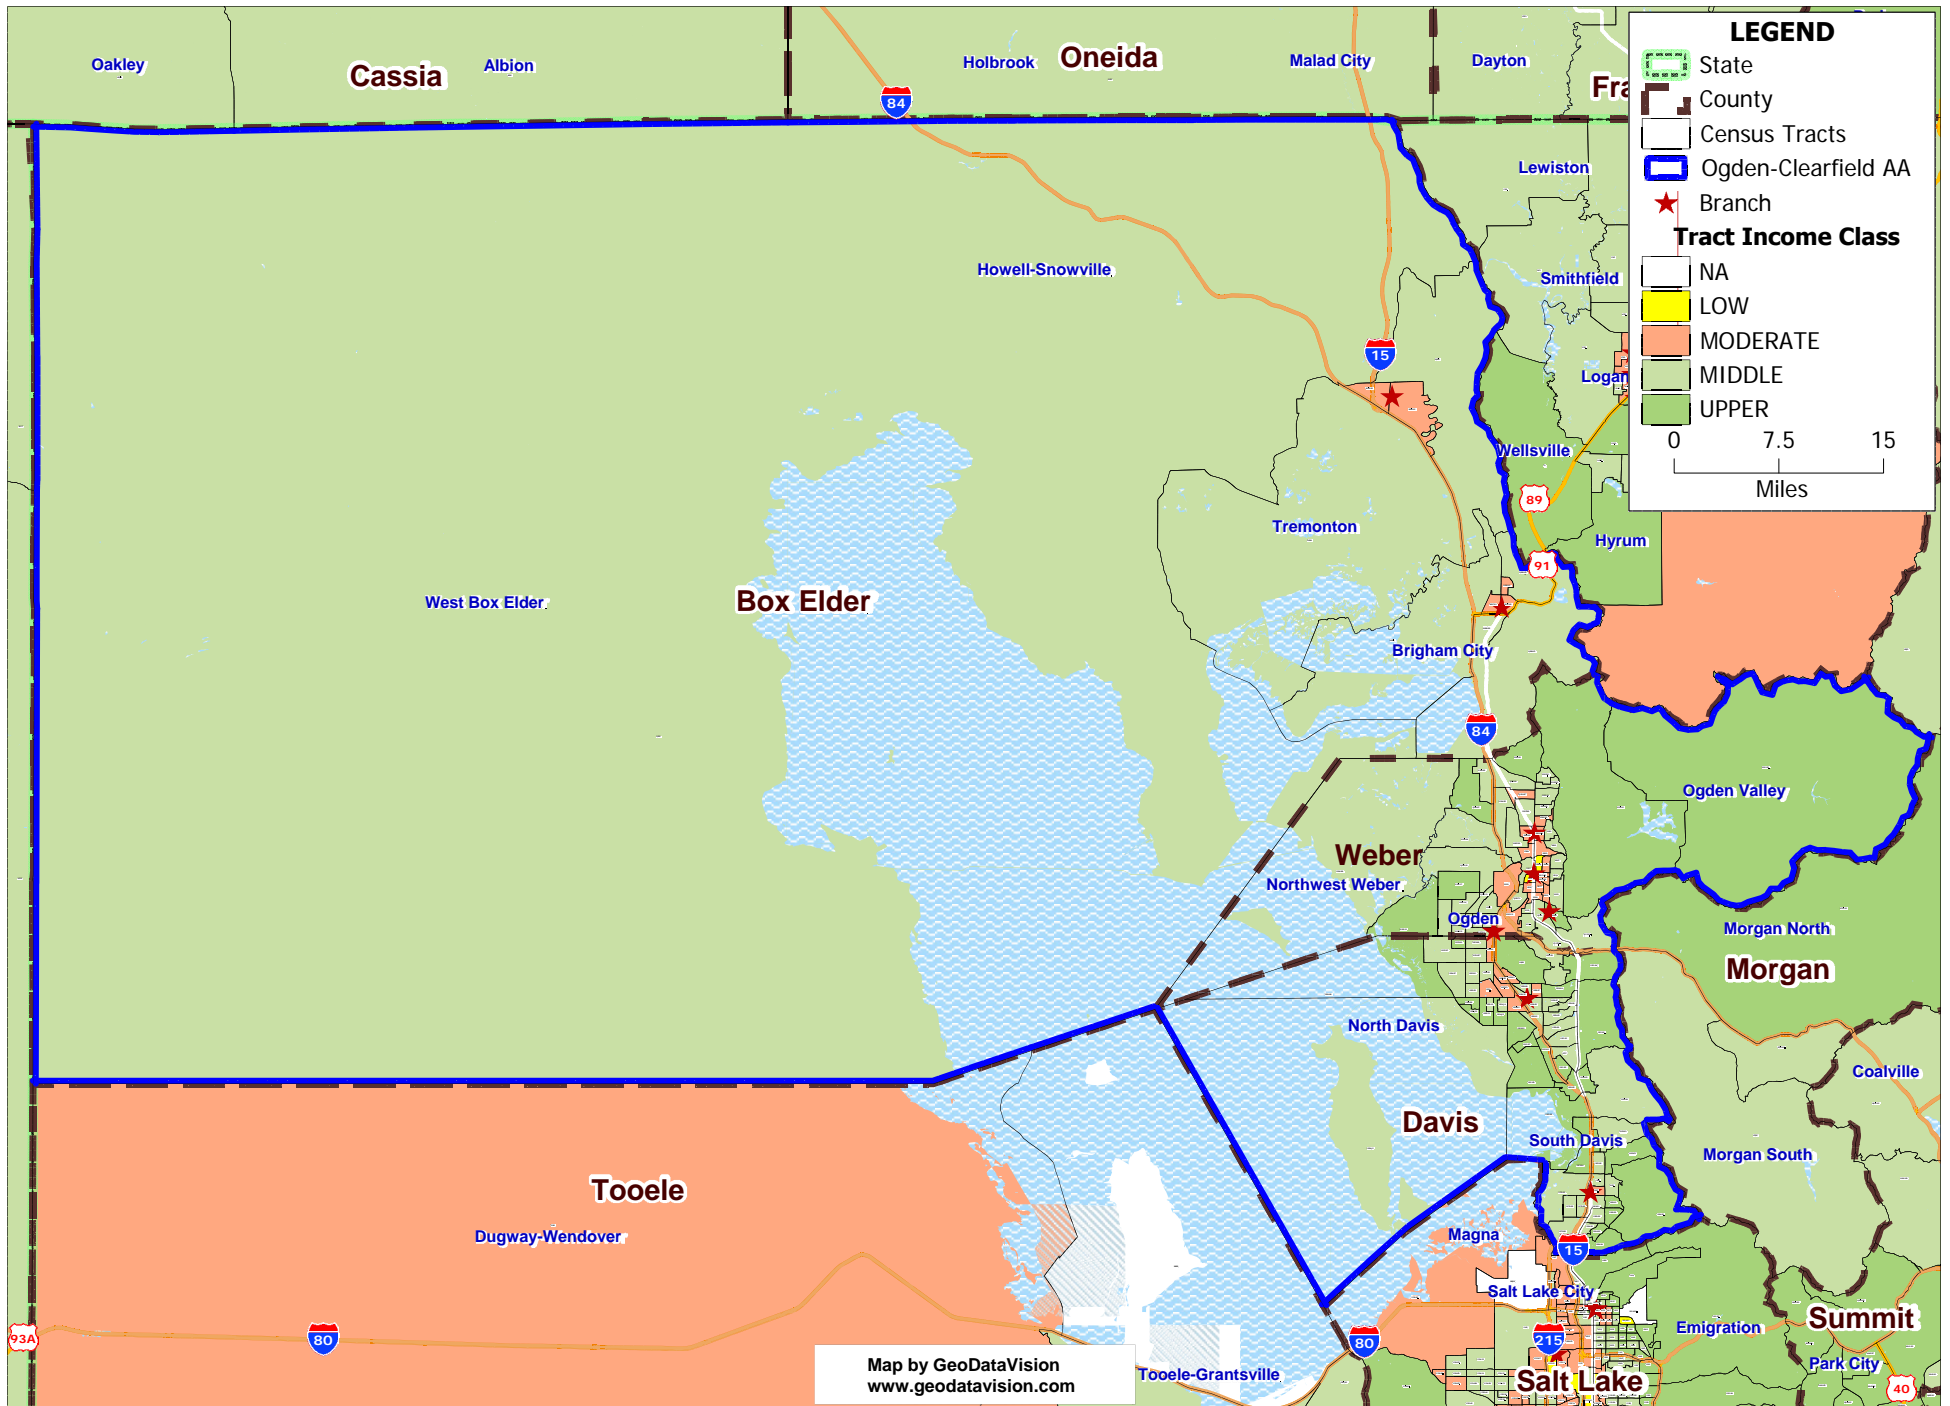 LEGEND
State
County
Census Tracts
Ogden-Clearfield AA
Branch
Tract Income Class
NA
LOW
MODERATE
MIDDLE
UPPER
0 7.5 15
Miles
Oakley
Cassia
Albion
Holbrook
Oneida
Malad City
Dayton
Fra
84
Lewiston
Howell-Snowville
Smithfield
15
Logan
Wellsville
89
Tremonton
Hyrum
91
West Box Elder
Box Elder
Brigham City
84
Ogden Valley
Weber
Northwest Weber
Ogden
Morgan North
Morgan
North Davis
Coalville
Davis
South Davis
Morgan South
Tooele
Dugway-Wendover
Magna
15
Salt Lake City
Summit
Emigration
93A
80
80
215
Park City
Tooele-Grantsville
Salt Lake
40
Map by GeoDataVision
www.geodatavision.com